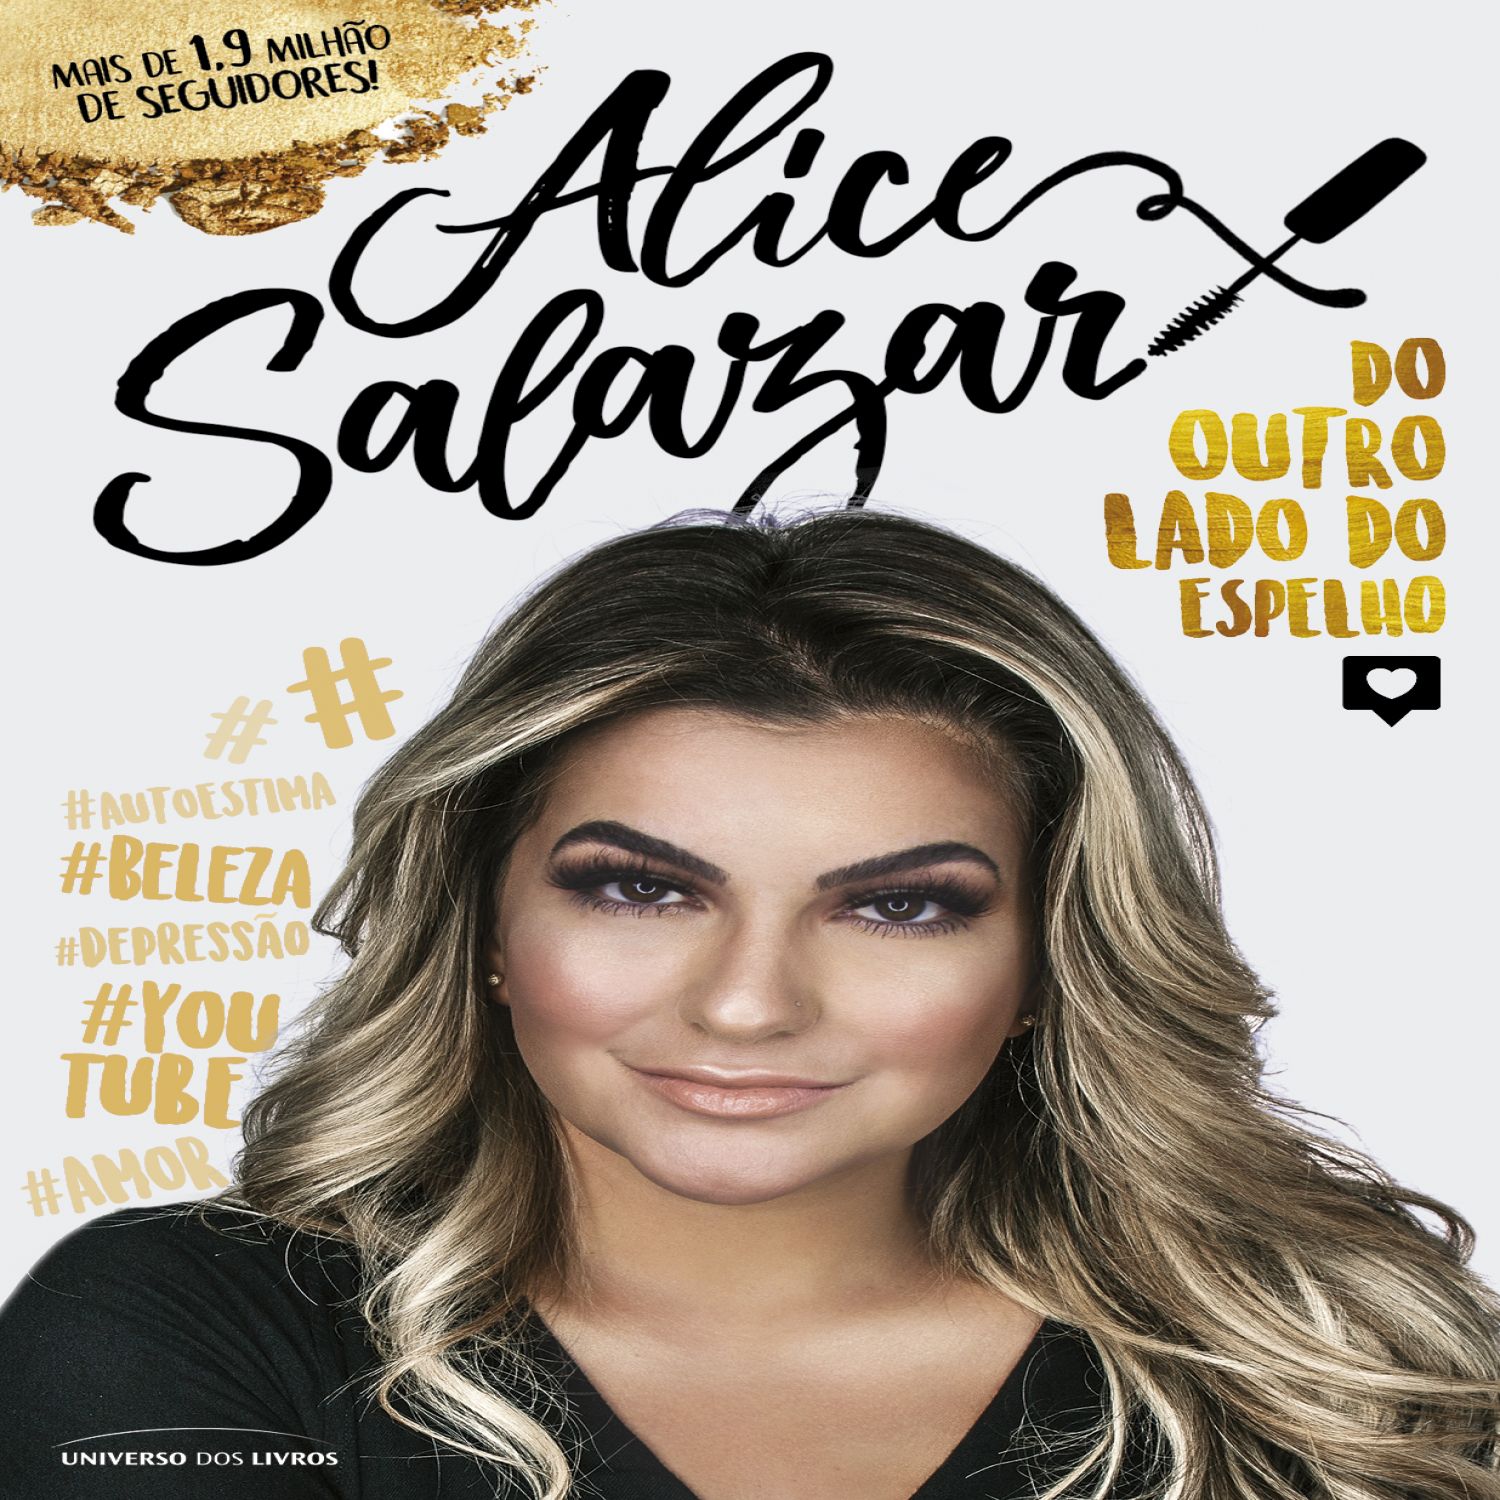 MAIS DE 1.9 MILHÃO
DE SEGUIDORES!
Alice
Salazar
DO
OUTRO
LADO DO
ESPELHO
# #
#AUTOESTIMA
#BELEZA
#DEPRESSÃO
#YOU
TUBE
#AMOR
UNIVERSO DOS LIVROS